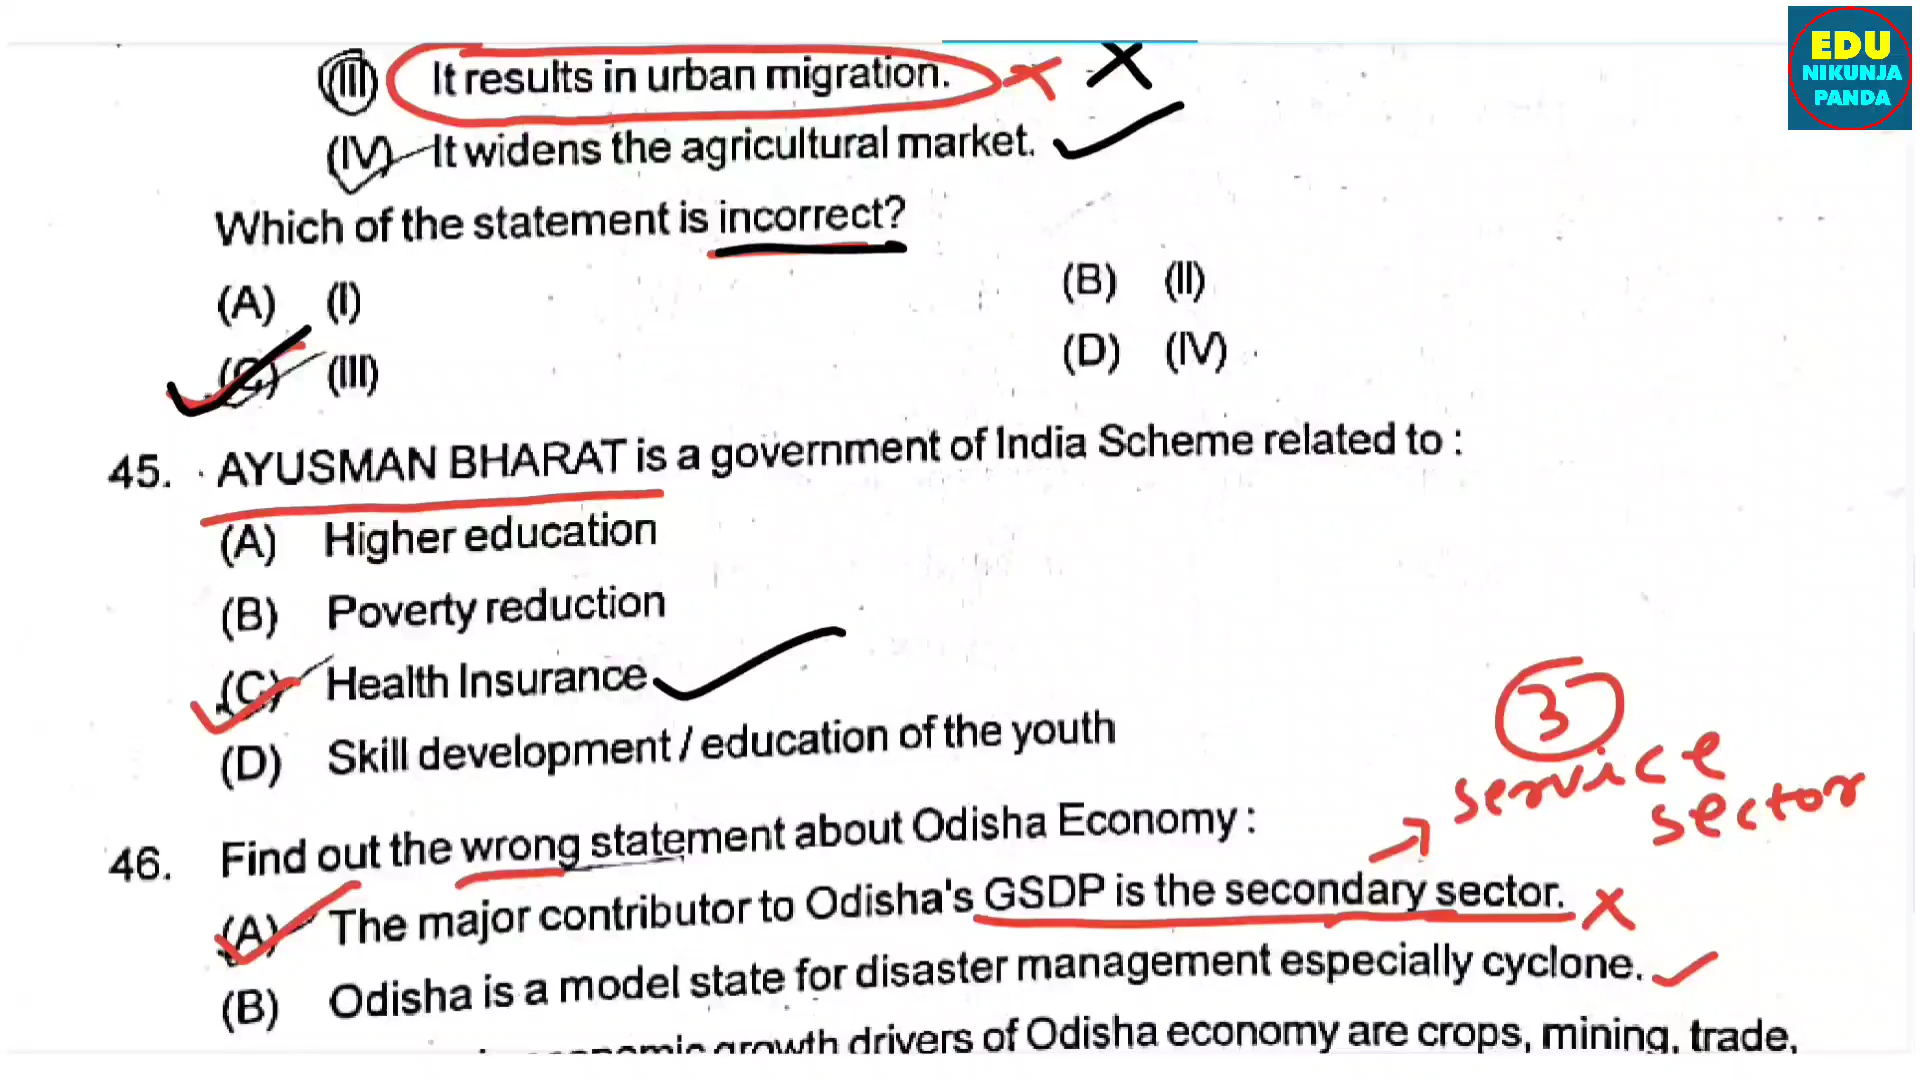 EDU
NIKUNJA
PANDA
(III) It results in urban migration.
(IV) It widens the agricultural market.
Which of the statement is incorrect?
(A) (I)
(B) (II)
(C) (III)
(D) (IV)
45. AYUSMAN BHARAT is a government of India Scheme related to :
(A) Higher education
(B) Poverty reduction
(C) Health Insurance
(D) Skill development / education of the youth
3
service
sector
46. Find out the wrong statement about Odisha Economy :
(A) The major contributor to Odisha's GSDP is the secondary sector.
(B) Odisha is a model state for disaster management especially cyclone.
growth drivers of Odisha economy are crops, mining, trade,